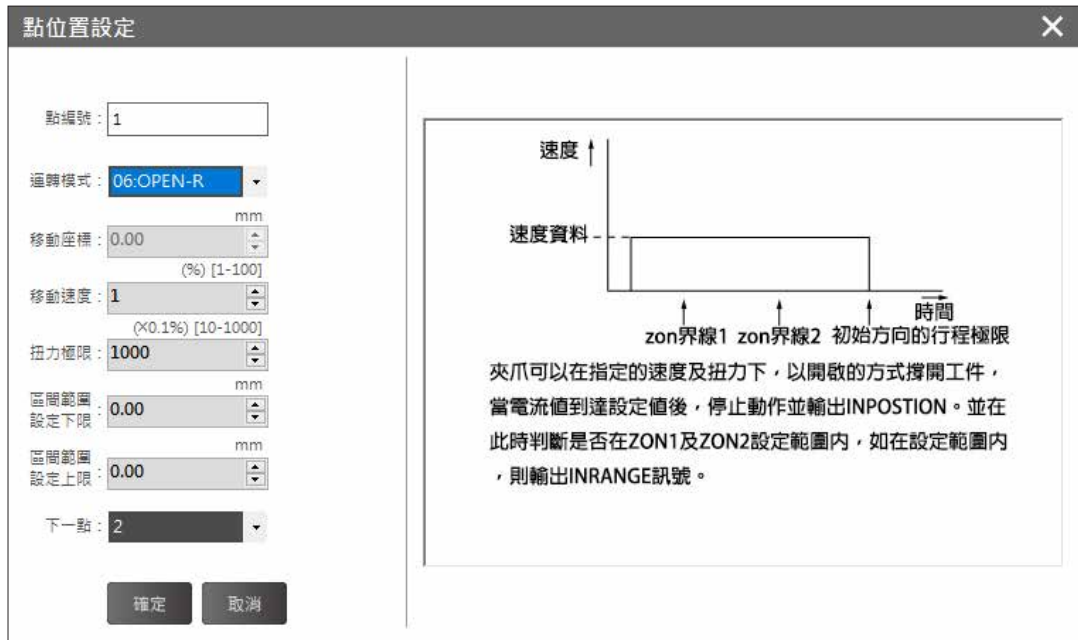 點位置設定
點編號： 1
運轉模式： 06:OPEN-R
mm
移動座標： 0.00
(%) [1-100]
移動速度： 1
(×0.1%) [10-1000]
扭力極限： 1000
mm
區間範圍
設定下限： 0.00
mm
區間範圍
設定上限： 0.00
下一點： 2
確定 取消
速度
速度資料
時間
zon界線1 zon界線2 初始方向的行程極限
夾爪可以在指定的速度及扭力下，以開啟的方式撐開工件，
當電流值到達設定值後，停止動作並輸出INPOSTION。並在
此時判斷是否在ZON1及ZON2設定範圍內，如在設定範圍內
，則輸出INRANGE訊號。